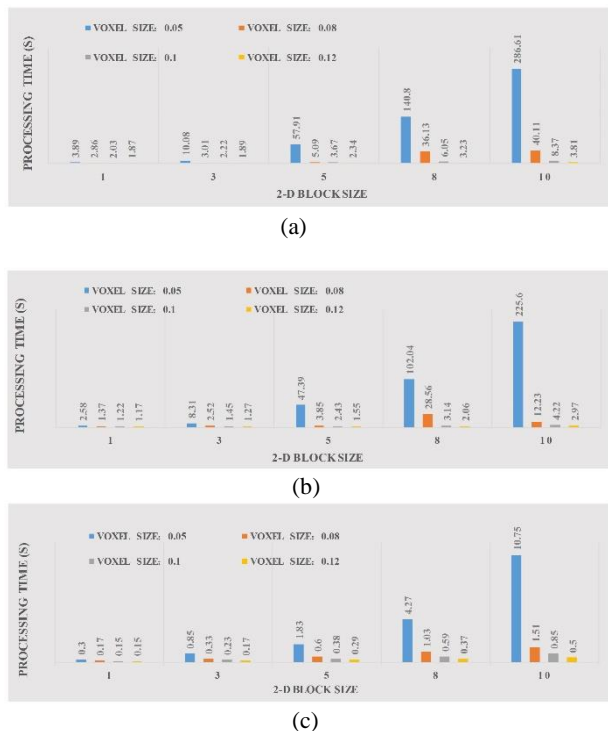 VOXEL SIZE: 0.05 VOXEL SIZE: 0.08
VOXEL SIZE: 0.1 VOXEL SIZE: 0.12
PROCESSING TIME (S)
3.89 2.86 2.03 1.87 10.08 3.01 2.22 1.89 57.91 5.09 3.67 2.34 140.8 36.13 6.05 3.23 286.61 40.11 8.37 3.81
1 3 5 8 10
2-D BLOCK SIZE
(a)
VOXEL SIZE: 0.05 VOXEL SIZE: 0.08
VOXEL SIZE: 0.1 VOXEL SIZE: 0.12
PROCESSING TIME (S)
2.58 1.37 1.22 1.17 8.31 2.52 1.45 1.27 47.39 3.85 2.43 1.55 102.04 28.56 3.14 2.06 225.6 12.23 4.22 2.97
1 3 5 8 10
2-D BLOCK SIZE
(b)
VOXEL SIZE: 0.05 VOXEL SIZE: 0.08
VOXEL SIZE: 0.1 VOXEL SIZE: 0.12
PROCESSING TIME (S)
0.3 0.17 0.15 0.15 0.85 0.33 0.23 0.17 1.83 0.6 0.38 0.29 4.27 1.03 0.59 0.37 10.75 1.51 0.85 0.5
1 3 5 8 10
2-D BLOCK SIZE
(c)